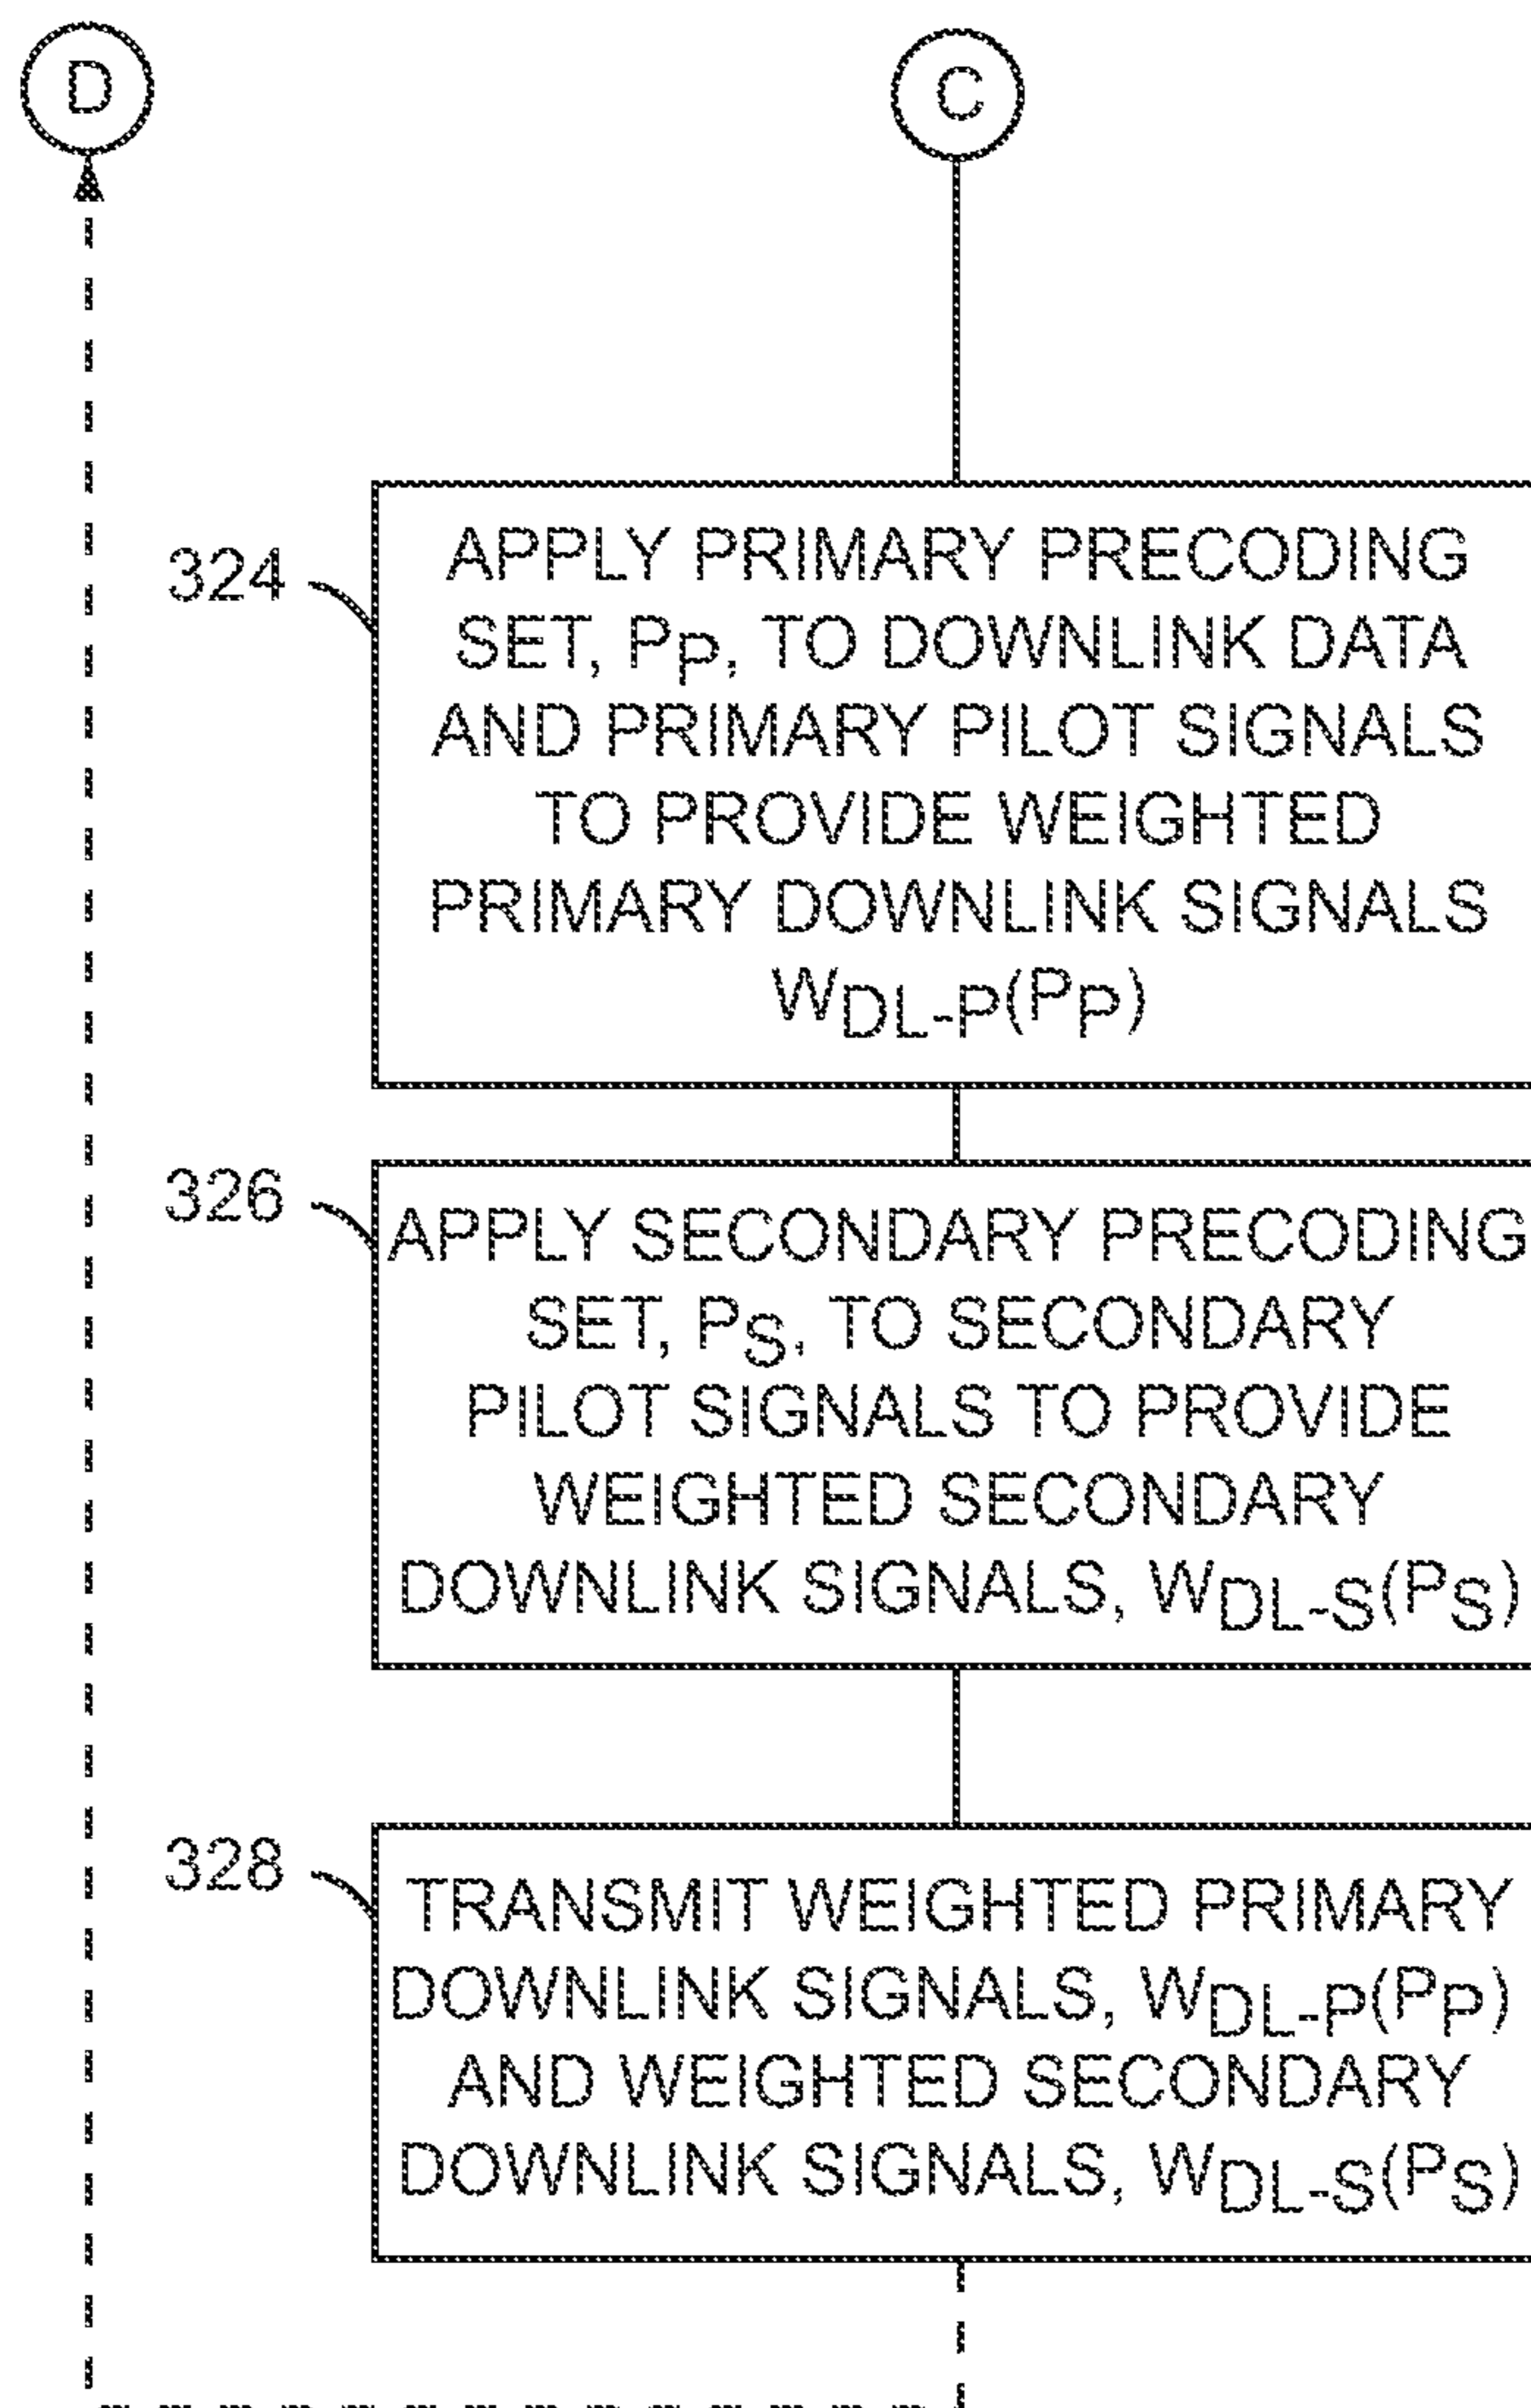 D
C
324
APPLY PRIMARY PRECODING
SET, PP, TO DOWNLINK DATA
AND PRIMARY PILOT SIGNALS
TO PROVIDE WEIGHTED
PRIMARY DOWNLINK SIGNALS
WDL-P(PP)
326
APPLY SECONDARY PRECODING
SET, PS, TO SECONDARY
PILOT SIGNALS TO PROVIDE
WEIGHTED SECONDARY
DOWNLINK SIGNALS, WDL-S(PS)
328
TRANSMIT WEIGHTED PRIMARY
DOWNLINK SIGNALS, WDL-P(PP)
AND WEIGHTED SECONDARY
DOWNLINK SIGNALS, WDL-S(PS)